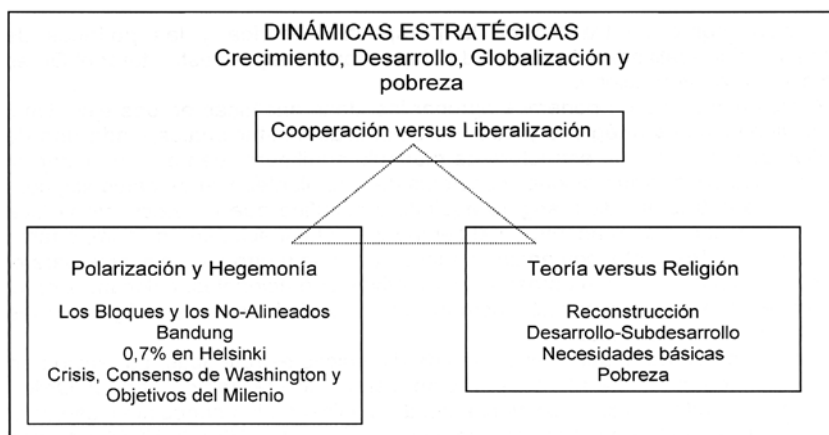 DINÁMICAS ESTRATÉGICAS
Crecimiento, Desarrollo, Globalización y
pobreza
Cooperación versus Liberalización
Polarización y Hegemonía
Los Bloques y los No-Alineados
Bandung
0,7% en Helsinki
Crisis, Consenso de Washington y
Objetivos del Milenio
Teoría versus Religión
Reconstrucción
Desarrollo-Subdesarrollo
Necesidades básicas
Pobreza